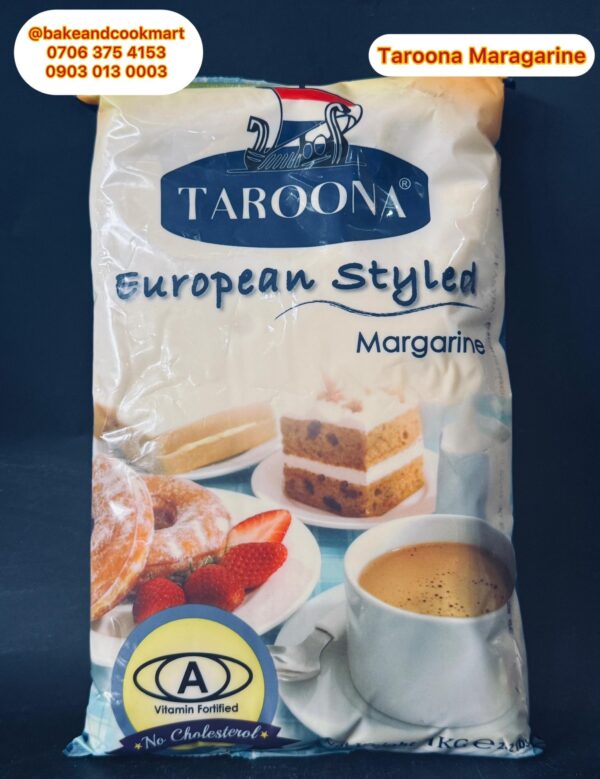 @bakeandcookmart
0706 375 4153
0903 013 0003
Taroona Maragarine
TAROONA®
European Styled
Margarine
A
Vitamin Fortified
No Cholesterol
1KG e